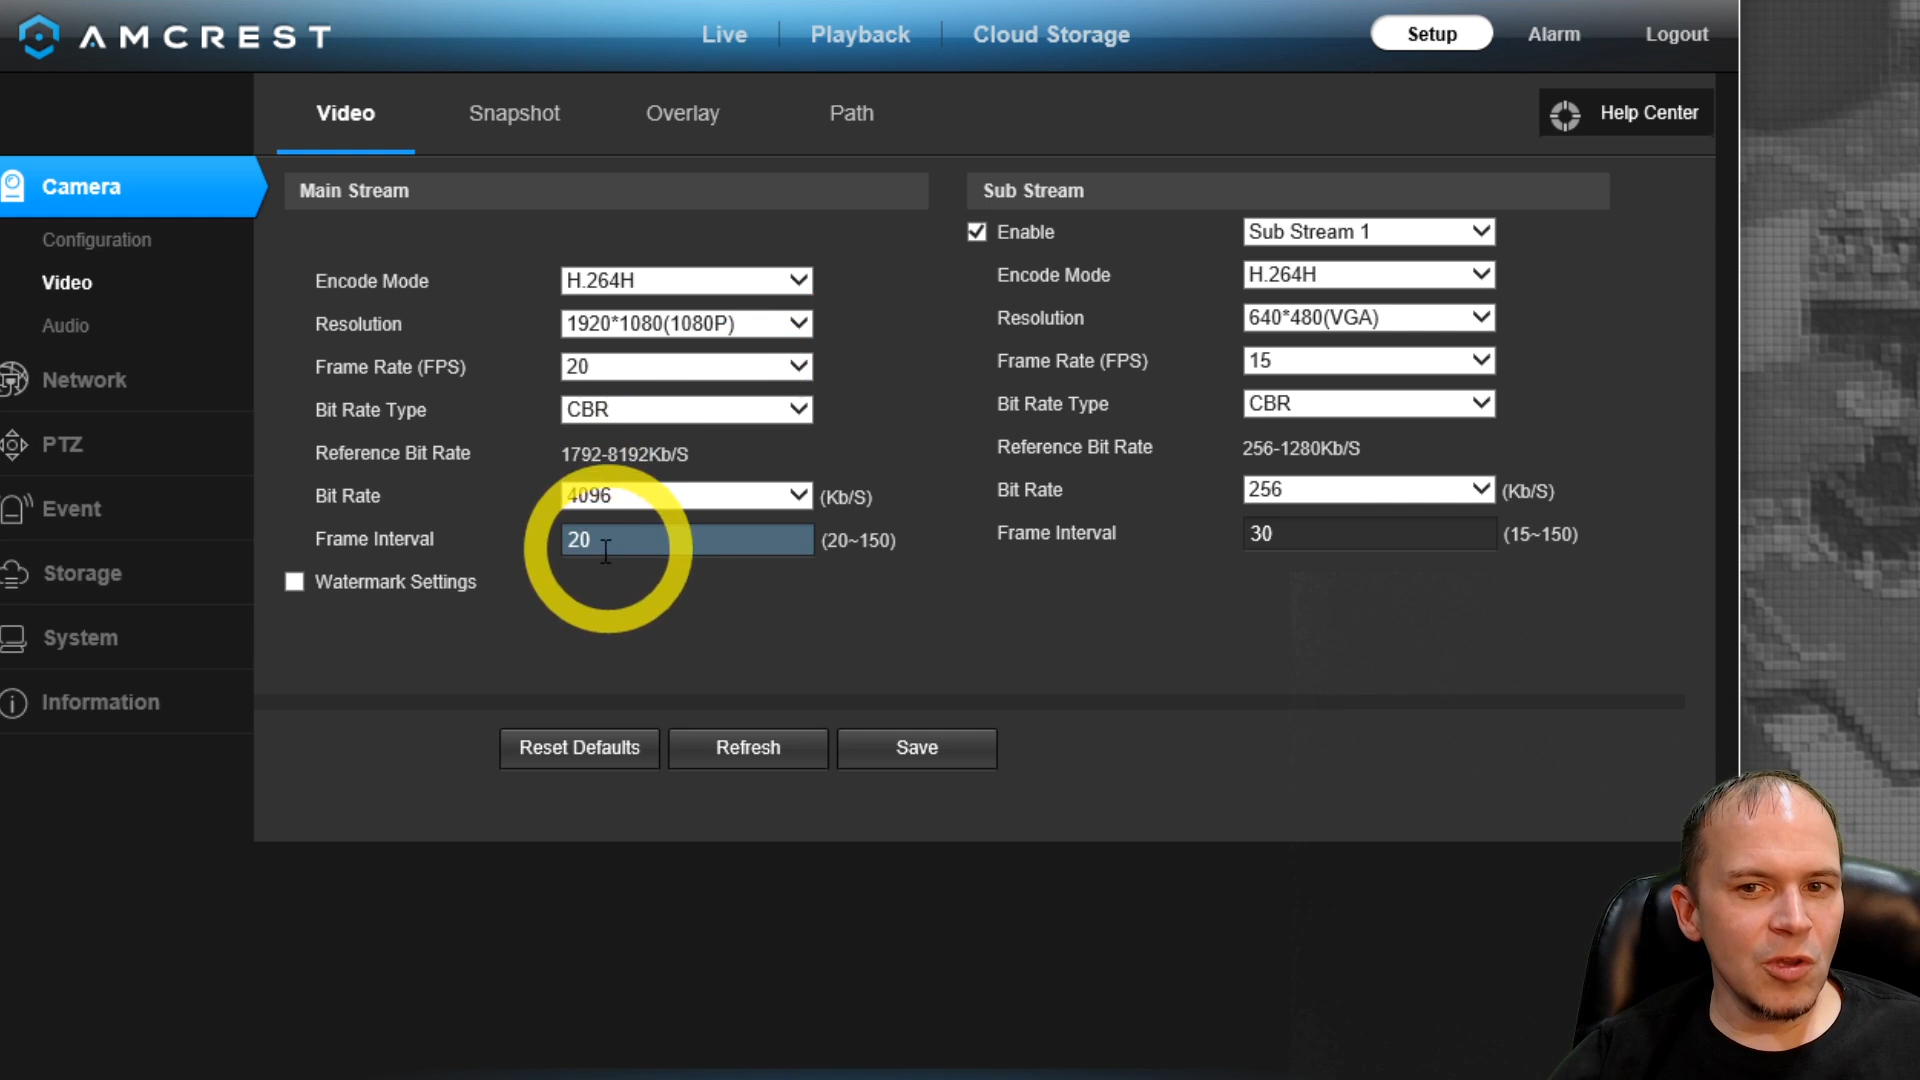 AMCREST
Live Playback Cloud Storage Setup Alarm Logout
Video Snapshot Overlay Path Help Center
Camera
Configuration
Video
Audio
Network
PTZ
Event
Storage
System
Information
Main Stream
Encode Mode H.264H
Resolution 1920*1080(1080P)
Frame Rate (FPS) 20
Bit Rate Type CBR
Reference Bit Rate 1792-8192Kb/S
Bit Rate 4096 (Kb/S)
Frame Interval 20 (20~150)
Watermark Settings
Sub Stream
Enable Sub Stream 1
Encode Mode H.264H
Resolution 640*480(VGA)
Frame Rate (FPS) 15
Bit Rate Type CBR
Reference Bit Rate 256-1280Kb/S
Bit Rate 256 (Kb/S)
Frame Interval 30 (15~150)
Reset Defaults Refresh Save